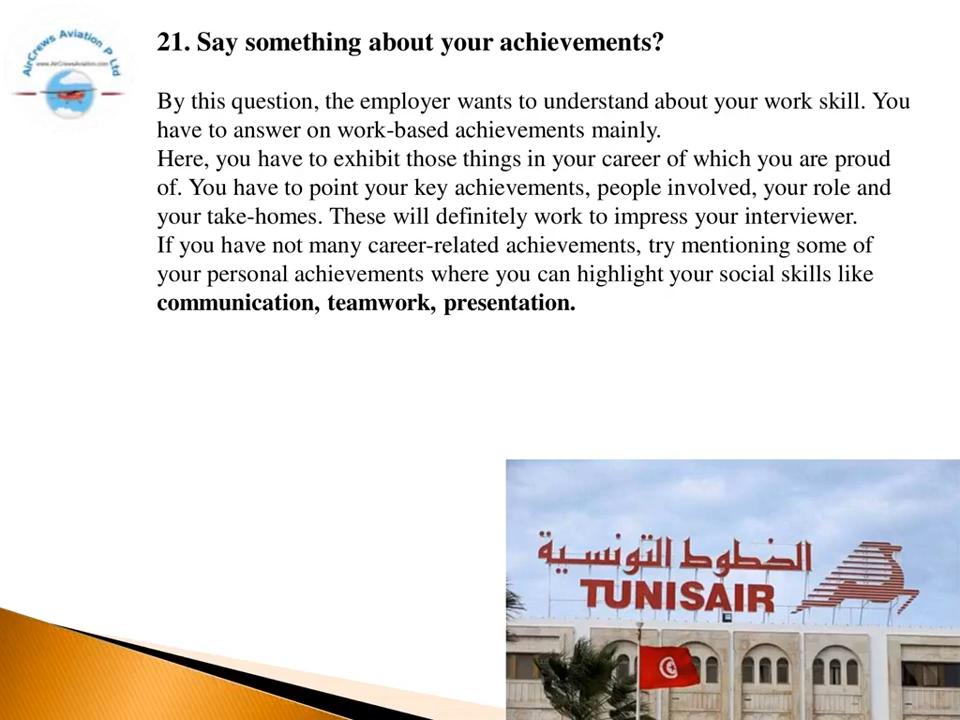 AirCrews Aviation P Ltd
www.AirCrewsAviation.com
21. Say something about your achievements?
By this question, the employer wants to understand about your work skill. You
have to answer on work-based achievements mainly.
Here, you have to exhibit those things in your career of which you are proud
of. You have to point your key achievements, people involved, your role and
your take-homes. These will definitely work to impress your interviewer.
If you have not many career-related achievements, try mentioning some of
your personal achievements where you can highlight your social skills like
communication, teamwork, presentation.
الخطوط التونسية
TUNISAIR